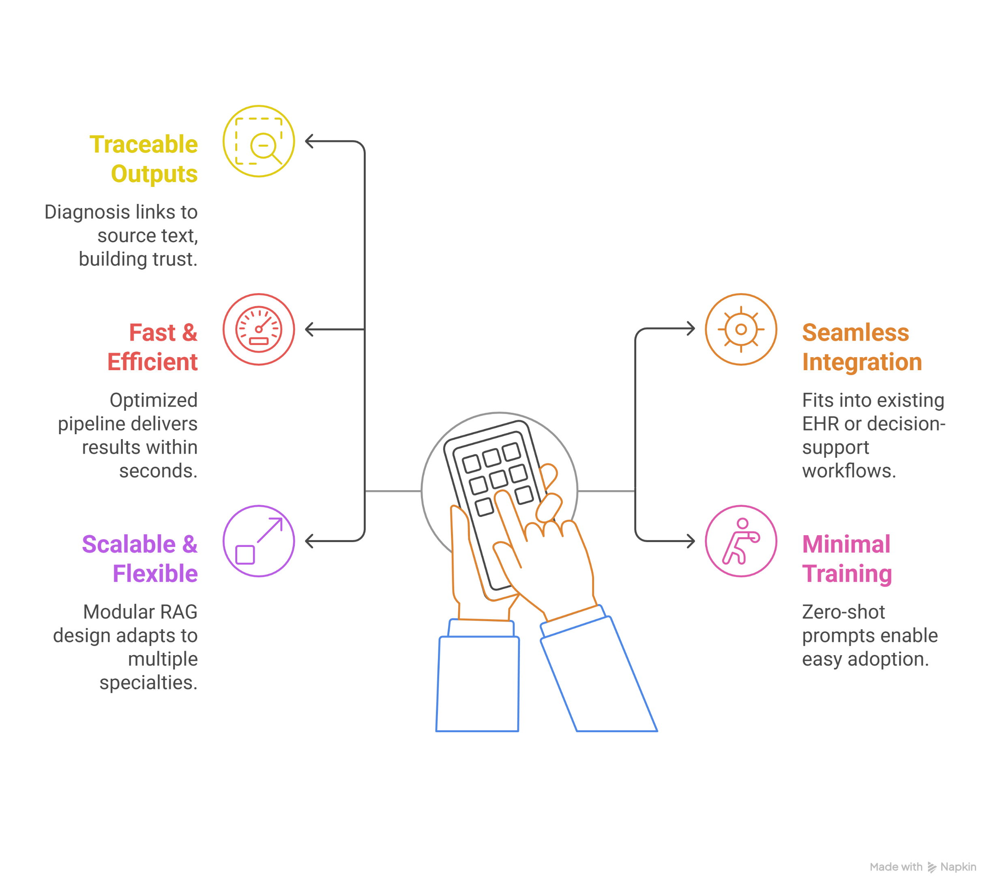 Traceable
Outputs
Diagnosis links to
source text,
building trust.
Fast &
Efficient
Optimized
pipeline delivers
results within
seconds.
Scalable &
Flexible
Modular RAG
design adapts to
multiple
specialties.
Seamless
Integration
Fits into existing
EHR or decision-
support
workflows.
Minimal
Training
Zero-shot
prompts enable
easy adoption.
Made with Napkin